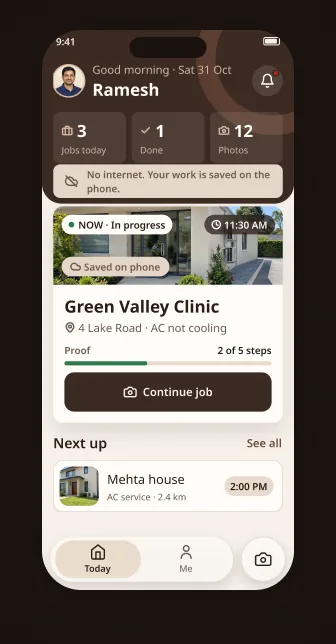 9:41
Good morning · Sat 31 Oct
Ramesh
3
Jobs today
1
Done
12
Photos
No internet. Your work is saved on the
phone.
NOW · In progress
11:30 AM
Saved on phone
Green Valley Clinic
4 Lake Road · AC not cooling
Proof
2 of 5 steps
Continue job
Next up
See all
Mehta house
AC service · 2.4 km
2:00 PM
Today
Me